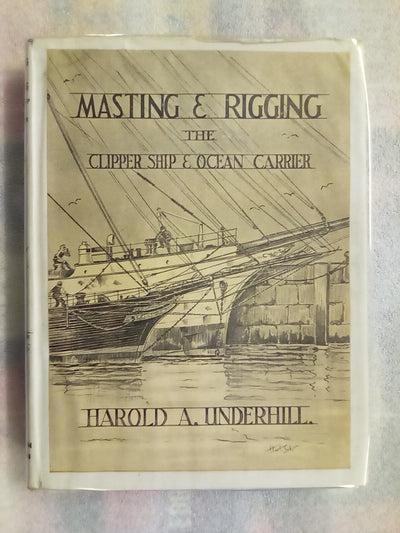 MASTING & RIGGING
THE
CLIPPER SHIP & OCEAN CARRIER
HAROLD A. UNDERHILL.